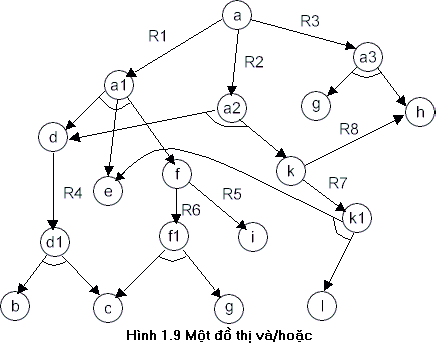 a
R1
R3
R2
a1
a3
a2
g
h
R8
d
k
f
e
R7
R4
R6
R5
k1
d1
f1
i
b
c
g
l
Hình 1.9 Một đồ thị và/hoặc